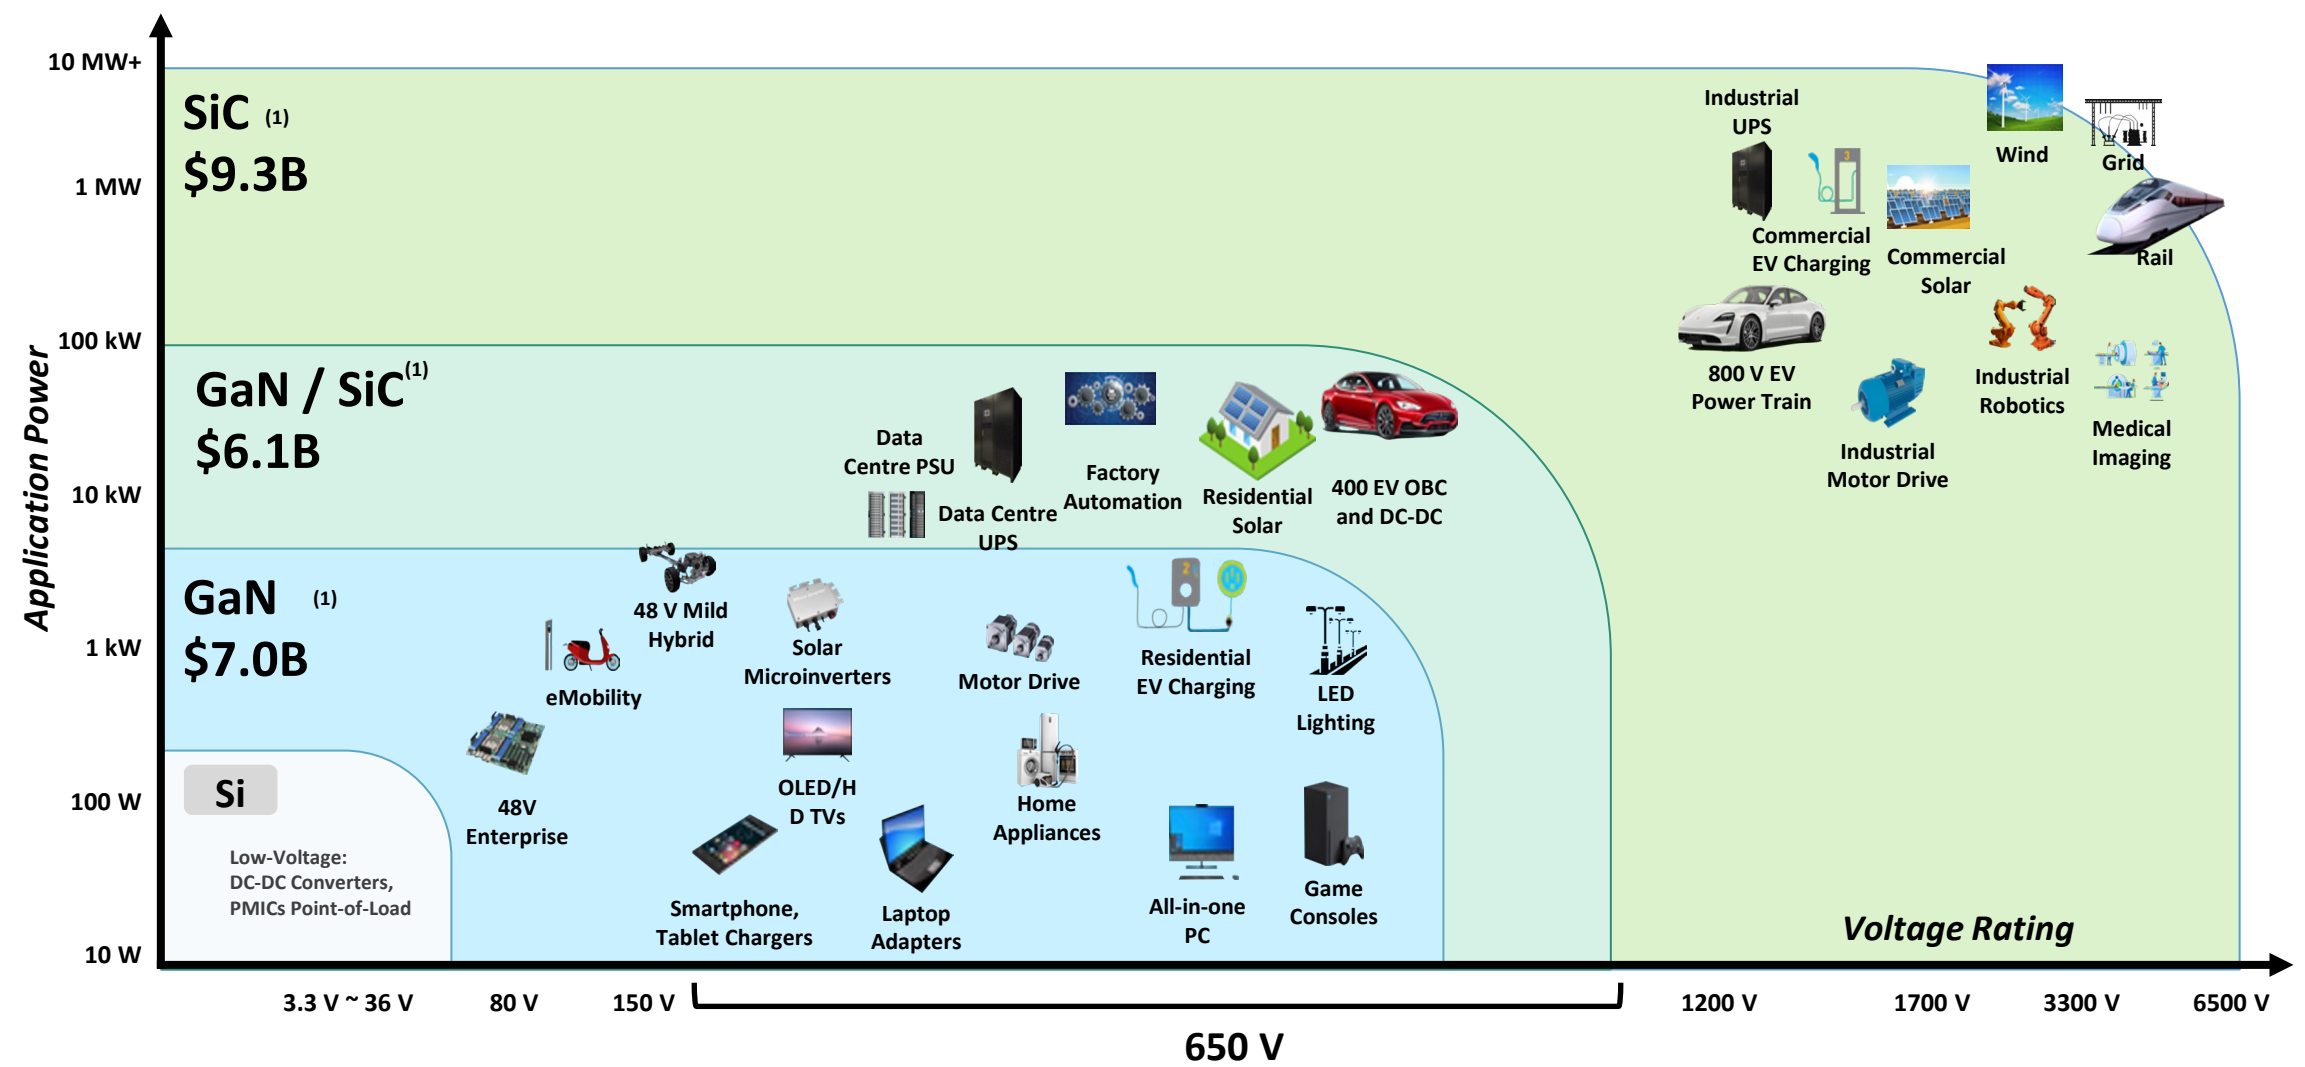 10 MW+
1 MW
100 kW
10 kW
1 kW
100 W
10 W
Application Power
SiC (1)
$9.3B
Industrial
UPS
Commercial
EV Charging
Commercial
Solar
Wind
Grid
Rail
800 V EV
Power Train
Industrial
Motor Drive
Industrial
Robotics
Medical
Imaging
GaN / SiC(1)
$6.1B
Data
Centre PSU
Data Centre
UPS
Factory
Automation
Residential
Solar
400 EV OBC
and DC-DC
GaN (1)
$7.0B
48 V Mild
Hybrid
eMobility
Solar
Microinverters
Motor Drive
Residential
EV Charging
LED
Lighting
48V
Enterprise
OLED/H
D TVs
Home
Appliances
Smartphone,
Tablet Chargers
Laptop
Adapters
All-in-one
PC
Game
Consoles
Si
Low-Voltage:
DC-DC Converters,
PMICs Point-of-Load
Voltage Rating
3.3 V ~ 36 V
80 V
150 V
650 V
1200 V
1700 V
3300 V
6500 V
3
2